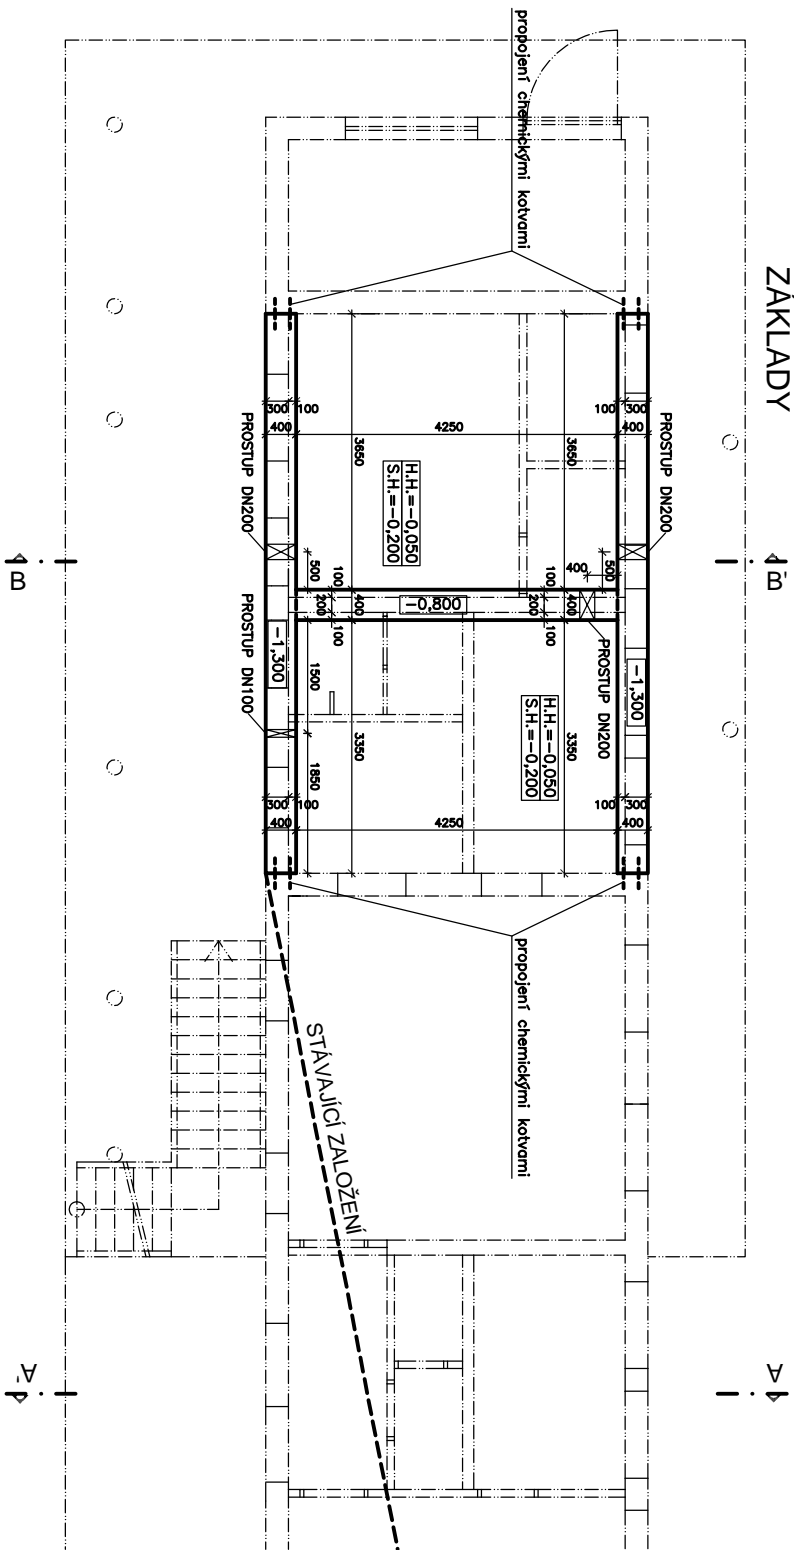 ZÁKLADY
propojení chemickými kotvami
300
100
400
4250
3650
3650
100
300
400
PROSTUP DN200
PROSTUP DN200
H.H.=-0,050
S.H.=-0,200
B
B'
500
100
400
200
100
-0,800
400
500
100
400
200
100
PROSTUP DN200
PROSTUP DN100
-1,300
-1,300
1500
1850
3350
3350
H.H.=-0,050
S.H.=-0,200
300
100
400
4250
100
300
400
propojení chemickými kotvami
STÁVAJÍCÍ ZALOŽENÍ
A'
A